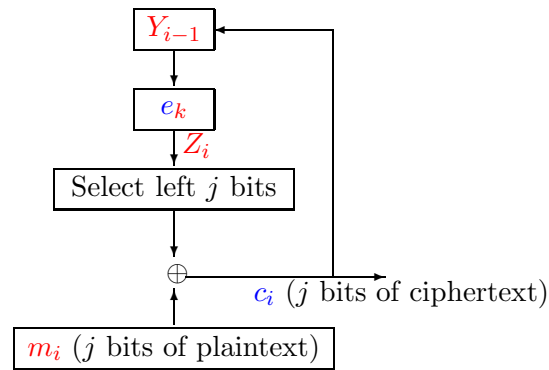 Y_{i−1}
e_k
Z_i
Select left j bits
⊕
c_i (j bits of ciphertext)
m_i (j bits of plaintext)